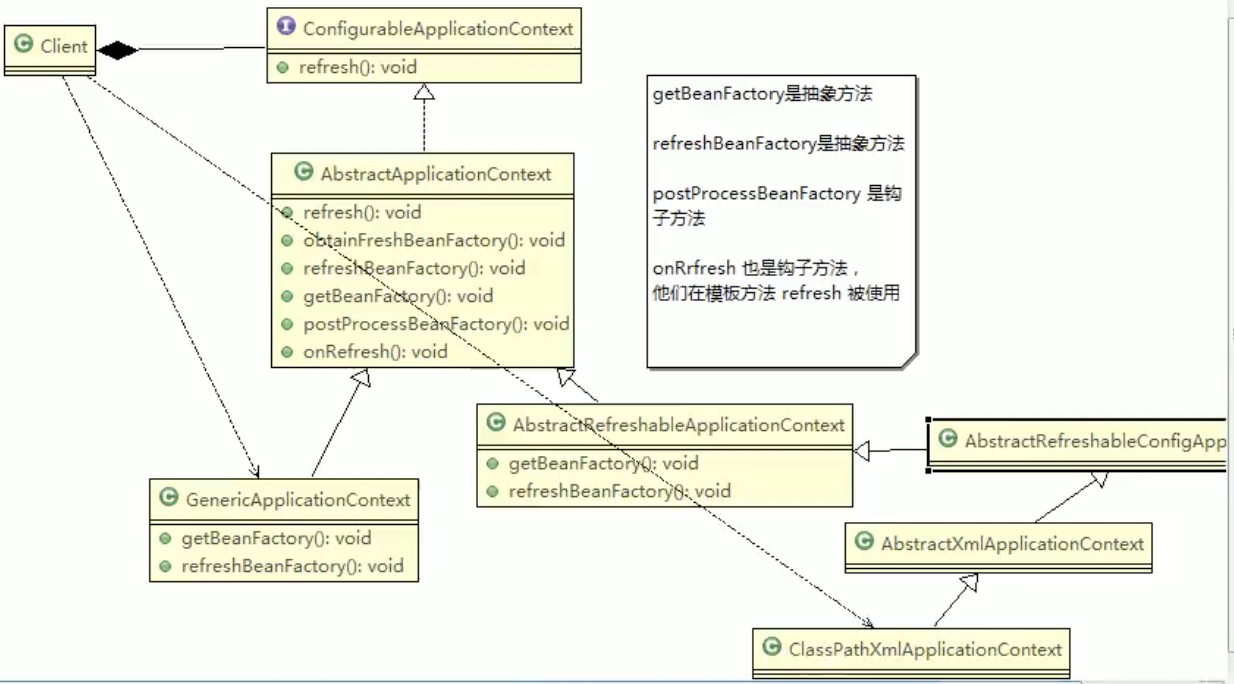 Client
ConfigurableApplicationContext
refresh(): void
AbstractApplicationContext
refresh(): void
obtainFreshBeanFactory(): void
refreshBeanFactory(): void
getBeanFactory(): void
postProcessBeanFactory(): void
onRefresh(): void
getBeanFactory是抽象方法
refreshBeanFactory是抽象方法
postProcessBeanFactory 是钩
子方法
onRrfresh 也是钩子方法，
他们在模板方法 refresh 被使用
AbstractRefreshableApplicationContext
getBeanFactory(): void
refreshBeanFactory(): void
AbstractRefreshableConfigApp
GenericApplicationContext
getBeanFactory(): void
refreshBeanFactory(): void
AbstractXmlApplicationContext
ClassPathXmlApplicationContext